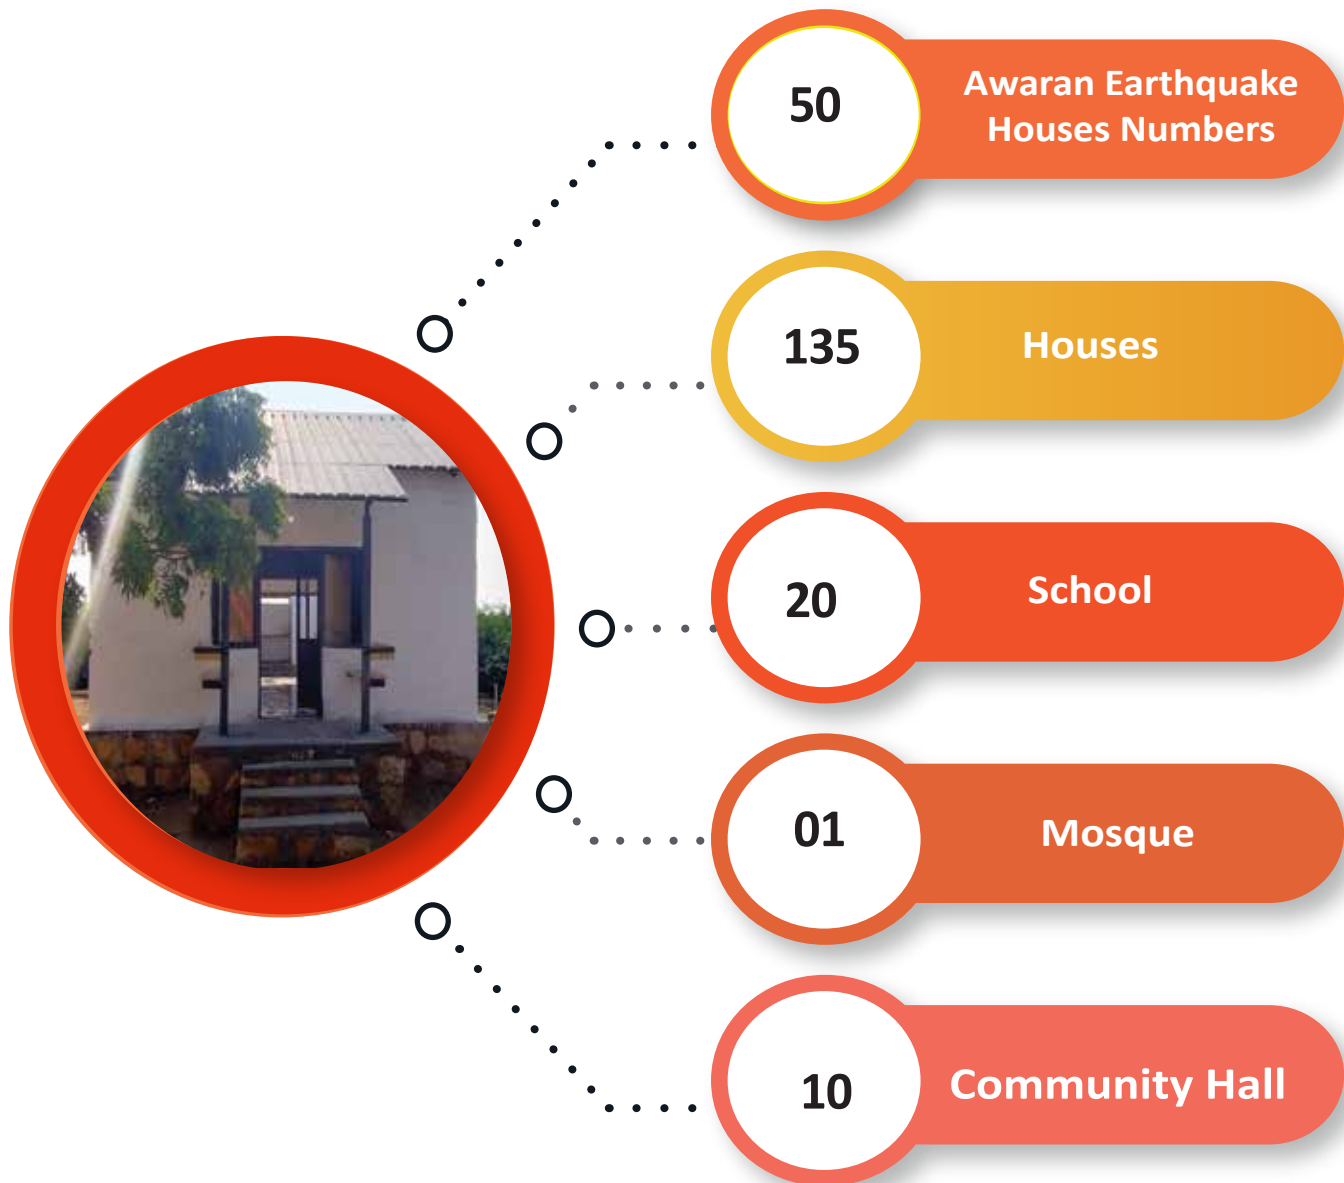 50
Awaran Earthquake
Houses Numbers
135
Houses
20
School
01
Mosque
10
Community Hall